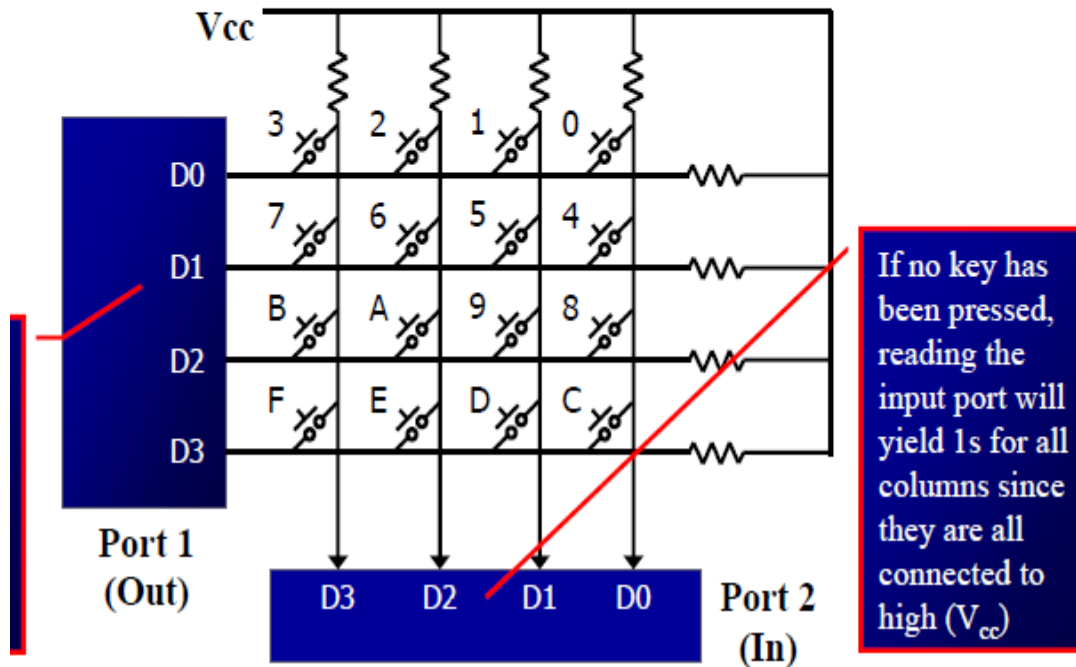 Vcc
3 2 1 0
D0
7 6 5 4
D1
B A 9 8
D2
F E D C
D3
Port 1
(Out)
D3 D2 D1 D0
Port 2
(In)
If no key has
been pressed,
reading the
input port will
yield 1s for all
columns since
they are all
connected to
high (Vcc)